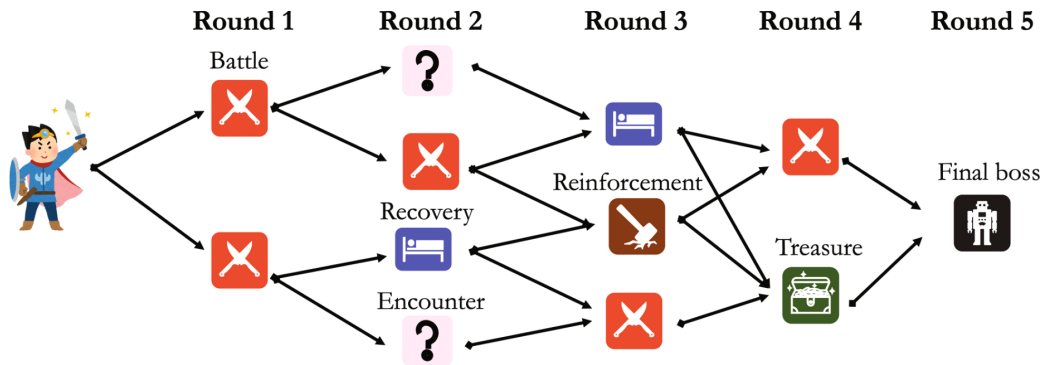 Round 1
Round 2
Round 3
Round 4
Round 5
Battle
Reinforcement
Final boss
Recovery
Treasure
Encounter